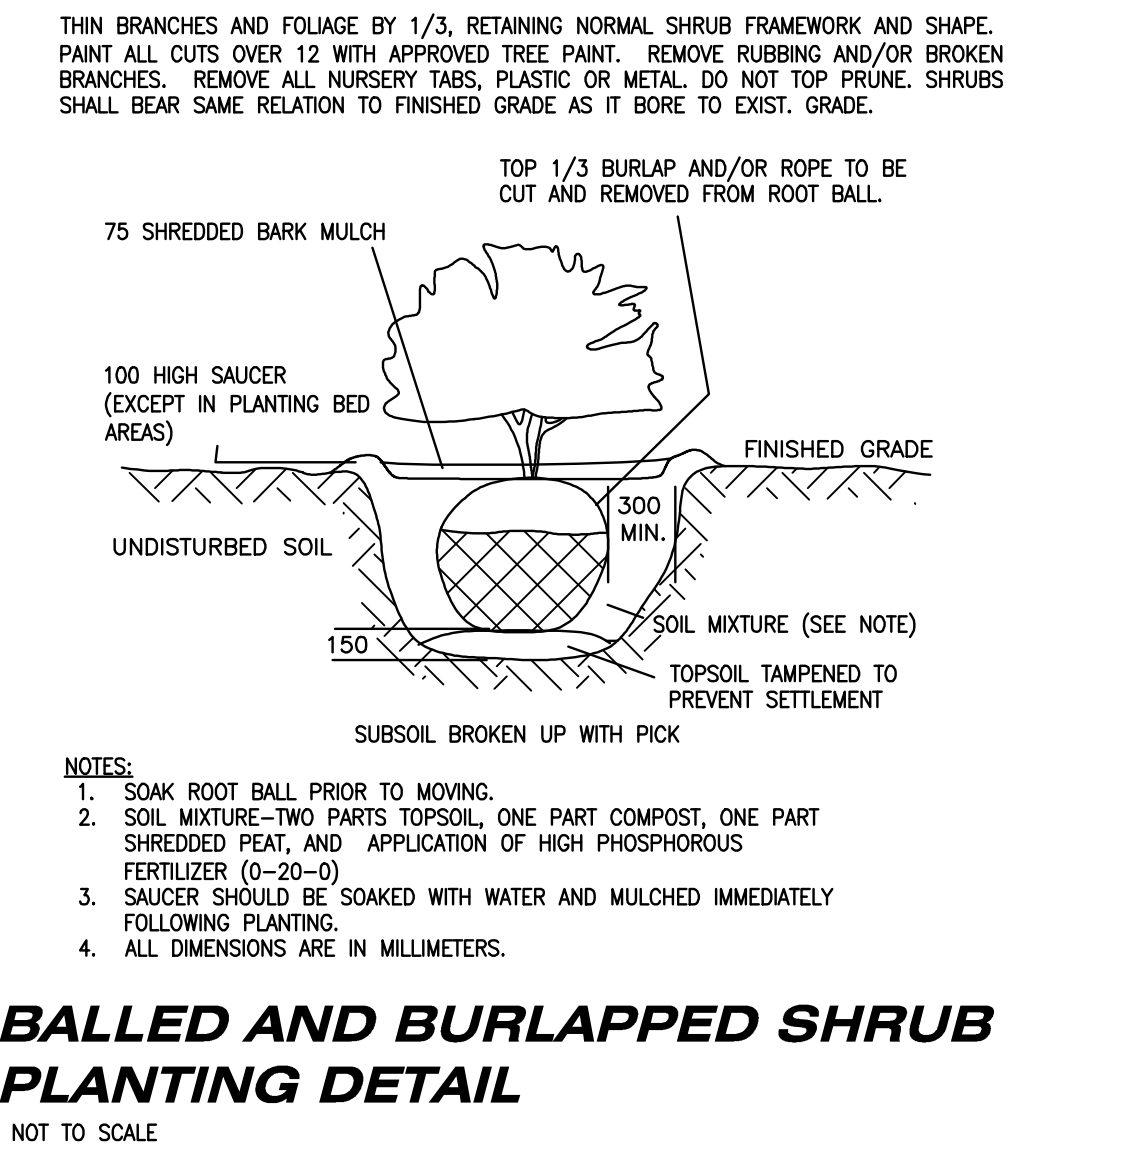 THIN BRANCHES AND FOLIAGE BY 1/3, RETAINING NORMAL SHRUB FRAMEWORK AND SHAPE.
PAINT ALL CUTS OVER 12 WITH APPROVED TREE PAINT. REMOVE RUBBING AND/OR BROKEN
BRANCHES. REMOVE ALL NURSERY TABS, PLASTIC OR METAL. DO NOT TOP PRUNE. SHRUBS
SHALL BEAR SAME RELATION TO FINISHED GRADE AS IT BORE TO EXIST. GRADE.
TOP 1/3 BURLAP AND/OR ROPE TO BE
CUT AND REMOVED FROM ROOT BALL.
75 SHREDDED BARK MULCH
100 HIGH SAUCER
(EXCEPT IN PLANTING BED
AREAS)
FINISHED GRADE
300
MIN.
UNDISTURBED SOIL
SOIL MIXTURE (SEE NOTE)
150
TOPSOIL TAMPENED TO
PREVENT SETTLEMENT
SUBSOIL BROKEN UP WITH PICK
NOTES:
1. SOAK ROOT BALL PRIOR TO MOVING.
2. SOIL MIXTURE-TWO PARTS TOPSOIL, ONE PART COMPOST, ONE PART
SHREDDED PEAT, AND APPLICATION OF HIGH PHOSPHOROUS
FERTILIZER (0-20-0)
3. SAUCER SHOULD BE SOAKED WITH WATER AND MULCHED IMMEDIATELY
FOLLOWING PLANTING.
4. ALL DIMENSIONS ARE IN MILLIMETERS.
BALLED AND BURLAPPED SHRUB
PLANTING DETAIL
NOT TO SCALE